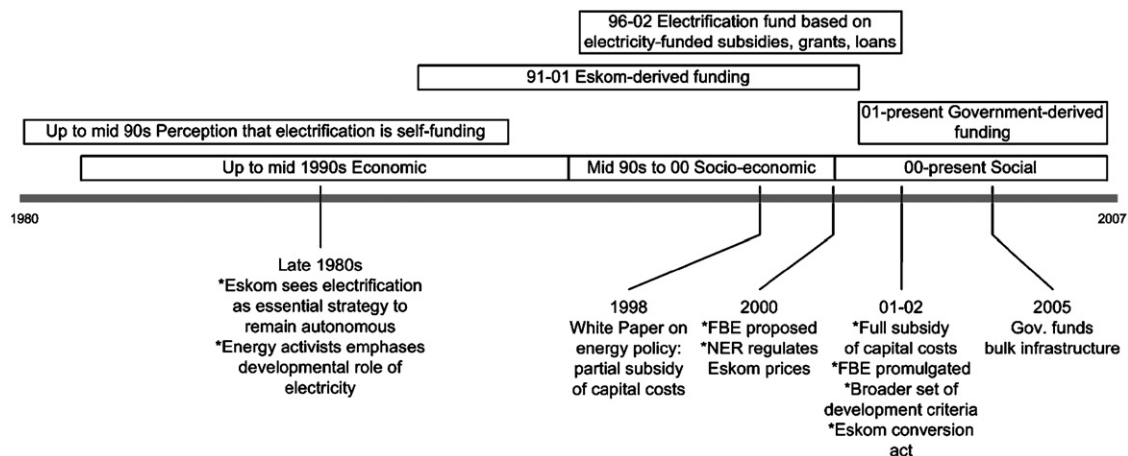 96-02 Electrification fund based on
electricity-funded subsidies, grants, loans
91-01 Eskom-derived funding
Up to mid 90s Perception that electrification is self-funding
01-present Government-derived
funding
Up to mid 1990s Economic
Mid 90s to 00 Socio-economic
00-present Social
1980
2007
Late 1980s
*Eskom sees electrification
as essential strategy to
remain autonomous
*Energy activists emphases
developmental role of
electricity
1998
White Paper on
energy policy:
partial subsidy
of capital costs
2000
*FBE proposed
*NER regulates
Eskom prices
01-02
*Full subsidy
of capital costs
*FBE promulgated
*Broader set of
development criteria
*Eskom conversion
act
2005
Gov. funds
bulk infrastructure